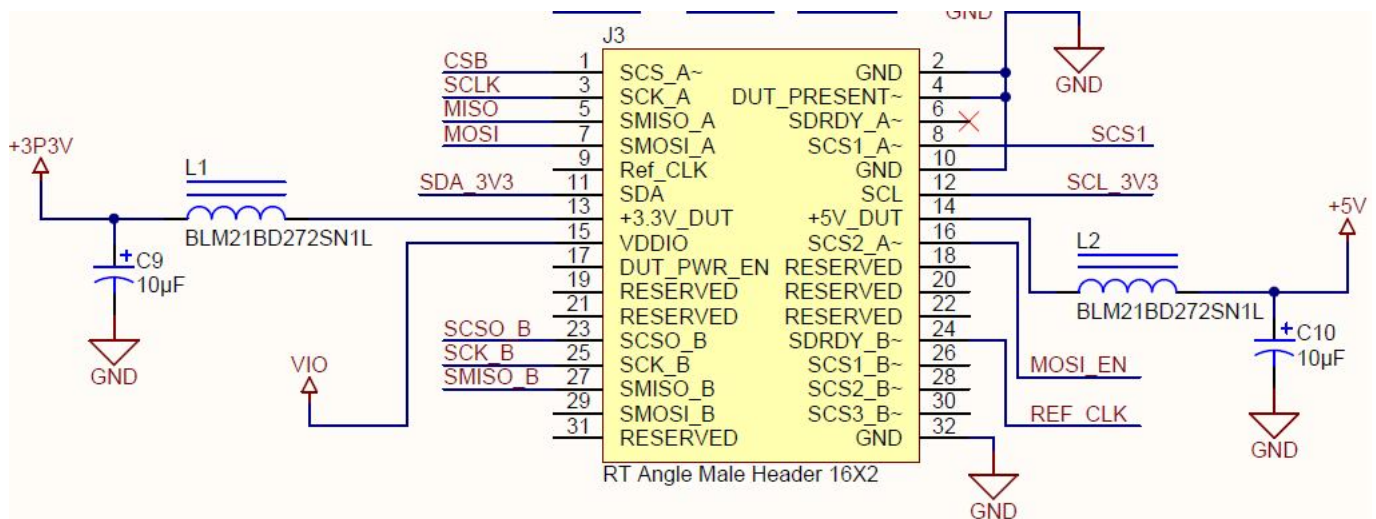 GND
J3
CSB 1 SCS_A~ GND 2
SCLK 3 SCK_A DUT_PRESENT~ 4 GND
MISO 5 SMISO_A SDRDY_A~ 6
MOSI 7 SMOSI_A SCS1_A~ 8 SCS1
9 Ref_CLK GND 10
SDA_3V3 11 SDA SCL 12 SCL_3V3
+3P3V L1 13 +3.3V_DUT +5V_DUT 14 +5V
BLM21BD272SN1L 15 VDDIO SCS2_A~ 16
C9 17 DUT_PWR_EN RESERVED 18 L2
10µF 19 RESERVED RESERVED 20
21 RESERVED RESERVED 22 BLM21BD272SN1L
SCSO_B 23 SCSO_B SDRDY_B~ 24 C10
SCK_B 25 SCK_B SCS1_B~ 26 MOSI_EN 10µF
GND VIO SMISO_B 27 SMISO_B SCS2_B~ 28
29 SMOSI_B SCS3_B~ 30 REF_CLK
31 RESERVED GND 32 GND
RT Angle Male Header 16X2
GND